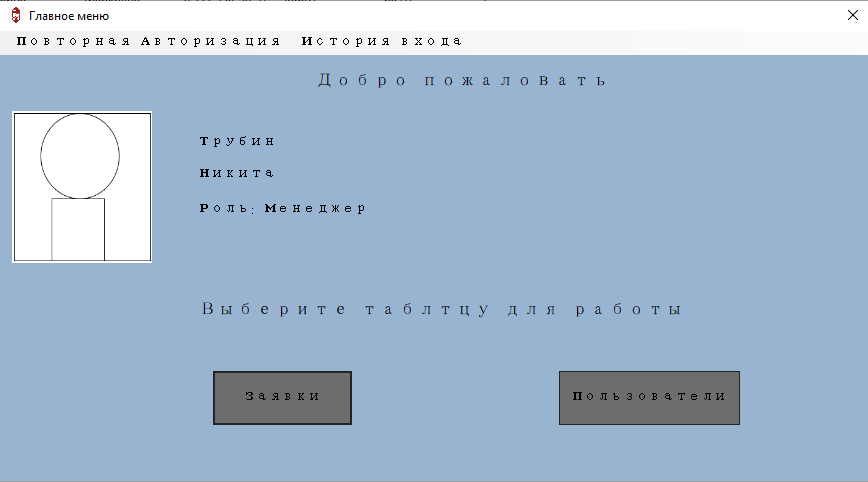 Главное меню
Повторная Авторизация История входа
Добро пожаловать
Трубин
Никита
Роль: Менеджер
Выберите таблтцу для работы
Заявки Пользователи